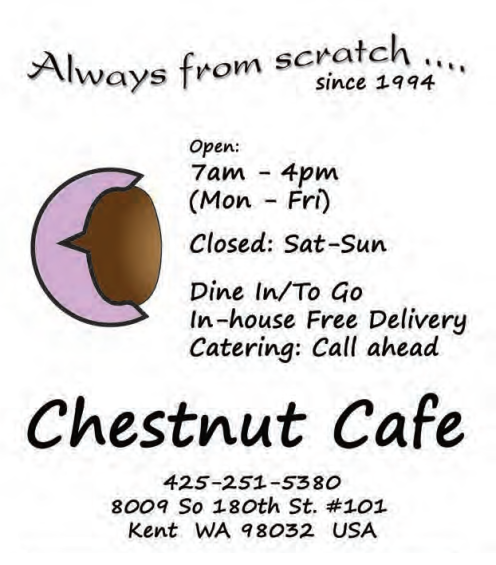 Always from scratch ....
since 1994
Open:
7am - 4pm
(Mon - Fri)
Closed: Sat-Sun
Dine In/To Go
In-house Free Delivery
Catering: Call ahead
Chestnut Cafe
425-251-5380
8009 So 180th St. #101
Kent WA 98032 USA